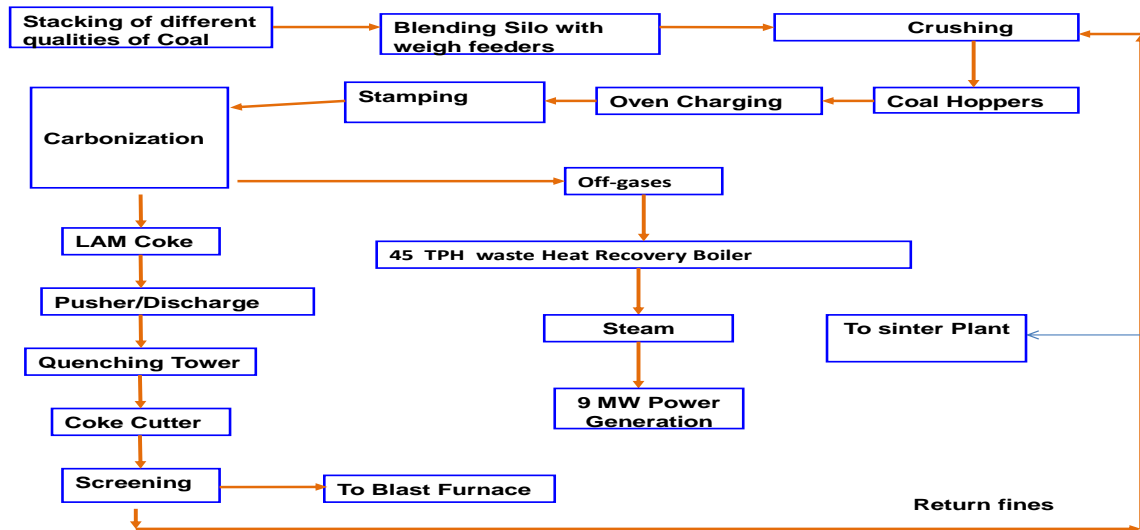 Stacking of different
qualities of Coal
Blending Silo with
weigh feeders
Crushing
Carbonization
Stamping
Oven Charging
Coal Hoppers
Off-gases
LAM Coke
45 TPH waste Heat Recovery Boiler
Pusher/Discharge
Steam
To sinter Plant
Quenching Tower
9 MW Power
Generation
Coke Cutter
Screening
To Blast Furnace
Return fines